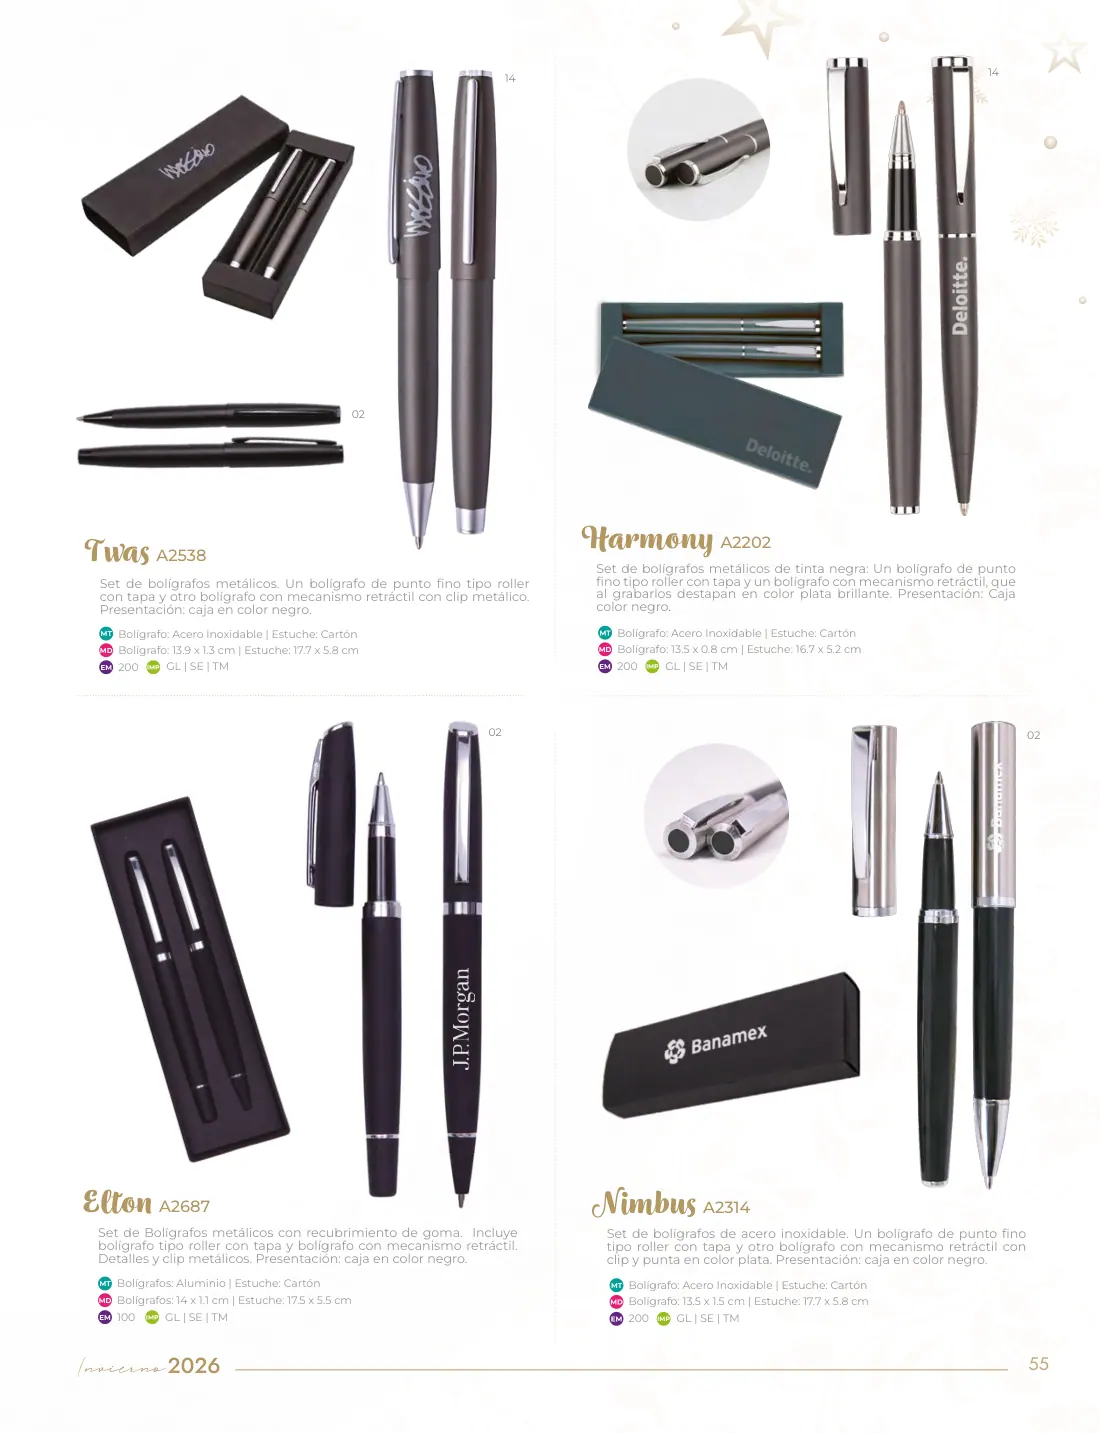 14
mossimo
mossimo
02
Twas A2538
Set de bolígrafos metálicos. Un bolígrafo de punto fino tipo roller
con tapa y otro bolígrafo con mecanismo retráctil con clip metálico.
Presentación: caja en color negro.
MT Bolígrafo: Acero Inoxidable | Estuche: Cartón
MD Bolígrafo: 13.9 x 1.3 cm | Estuche: 17.7 x 5.8 cm
EM 200 IMP GL | SE | TM
14
Deloitte.
Deloitte.
Harmony A2202
Set de bolígrafos metálicos de tinta negra: Un bolígrafo de punto
fino tipo roller con tapa y un bolígrafo con mecanismo retráctil, que
al grabarlos destapan en color plata brillante. Presentación: Caja
color negro.
MT Bolígrafo: Acero Inoxidable | Estuche: Cartón
MD Bolígrafo: 13.5 x 0.8 cm | Estuche: 16.7 x 5.2 cm
EM 200 IMP GL | SE | TM
02
J.P.Morgan
Elton A2687
Set de Bolígrafos metálicos con recubrimiento de goma. Incluye
bolígrafo tipo roller con tapa y bolígrafo con mecanismo retráctil.
Detalles y clip metálicos. Presentación: caja en color negro.
MT Bolígrafos: Aluminio | Estuche: Cartón
MD Bolígrafos: 14 x 1.1 cm | Estuche: 17.5 x 5.5 cm
EM 100 IMP GL | SE | TM
02
Banamex
Banamex
Nimbus A2314
Set de bolígrafos de acero inoxidable. Un bolígrafo de punto fino
tipo roller con tapa y otro bolígrafo con mecanismo retráctil con
clip y punta en color plata. Presentación: caja en color negro.
MT Bolígrafo: Acero Inoxidable | Estuche: Cartón
MD Bolígrafo: 13.5 x 1.5 cm | Estuche: 17.7 x 5.8 cm
EM 200 IMP GL | SE | TM
Invierno 2026
55